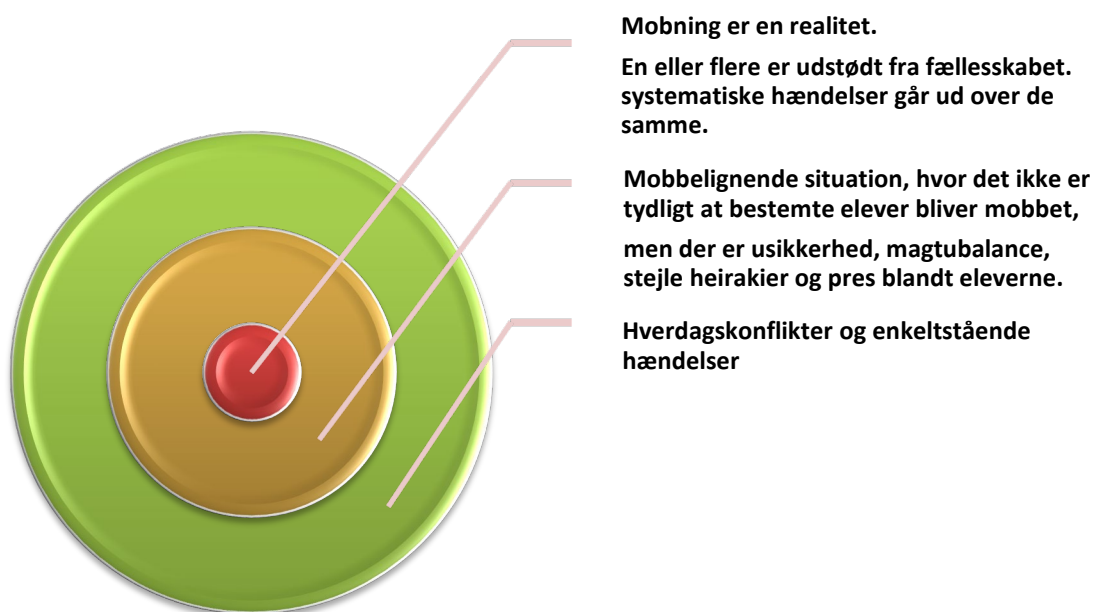 Mobning er en realitet.
En eller flere er udstødt fra fællesskabet.
systematiske hændelser går ud over de
samme.
Mobbelignende situation, hvor det ikke er
tydligt at bestemte elever bliver mobbet,
men der er usikkerhed, magtubalance,
stejle heirakier og pres blandt eleverne.
Hverdagskonflikter og enkeltstående
hændelser